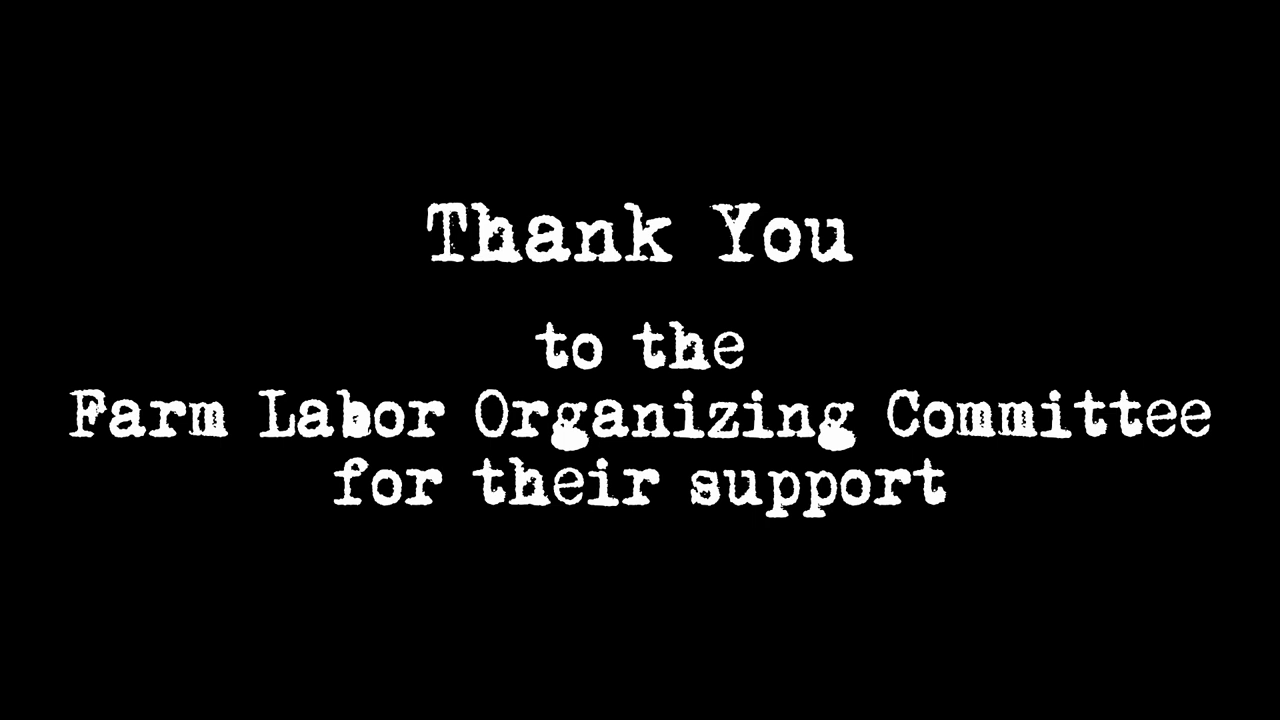 Thank You
to the
Farm Labor Organizing Committee
for their support